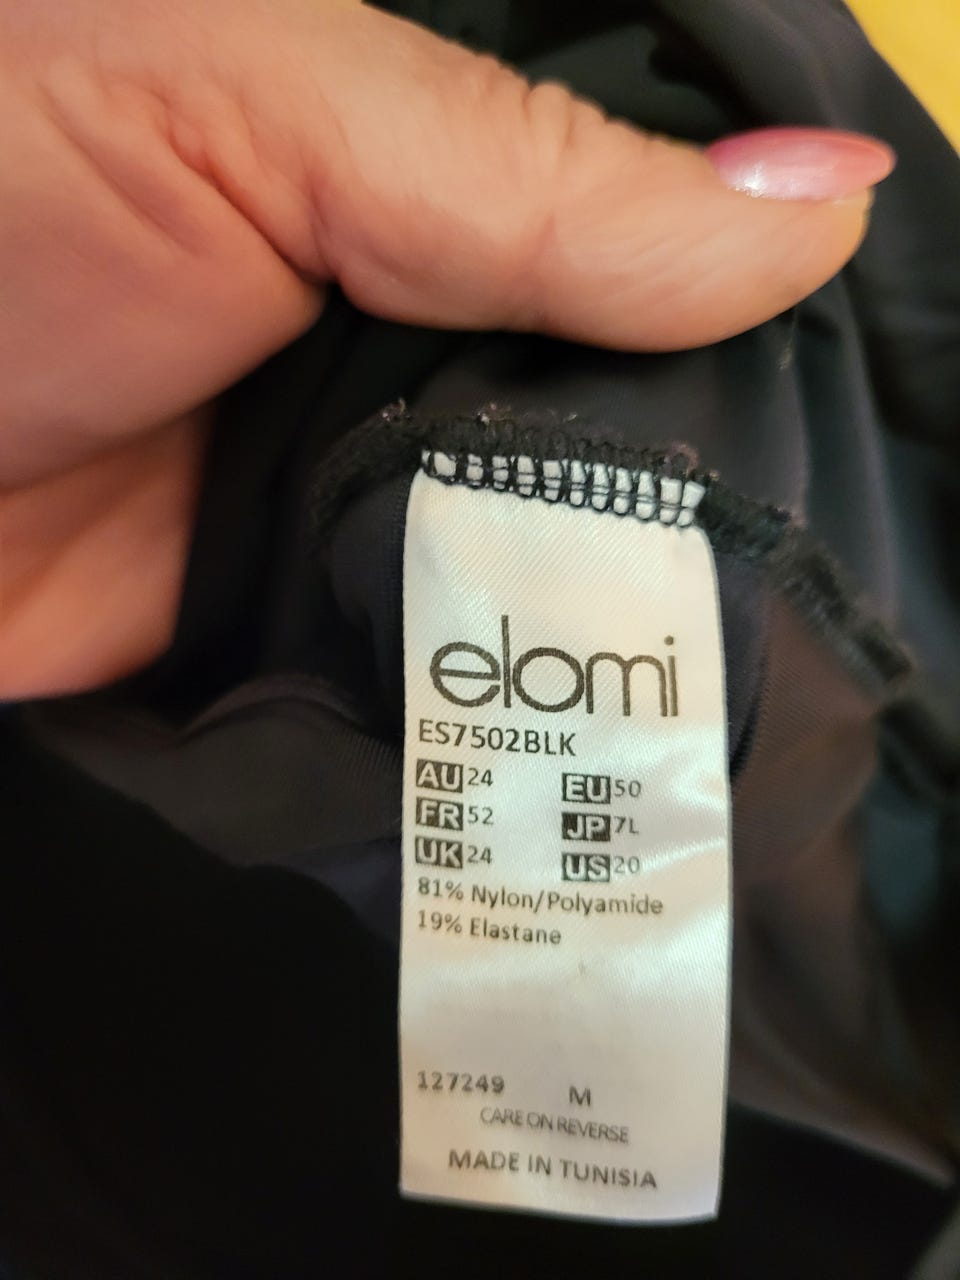 elomi
ES7502BLK
AU 24 EU 50
FR 52 JP 7L
UK 24 US 20
81% Nylon/Polyamide
19% Elastane
127249 M
CARE ON REVERSE
MADE IN TUNISIA